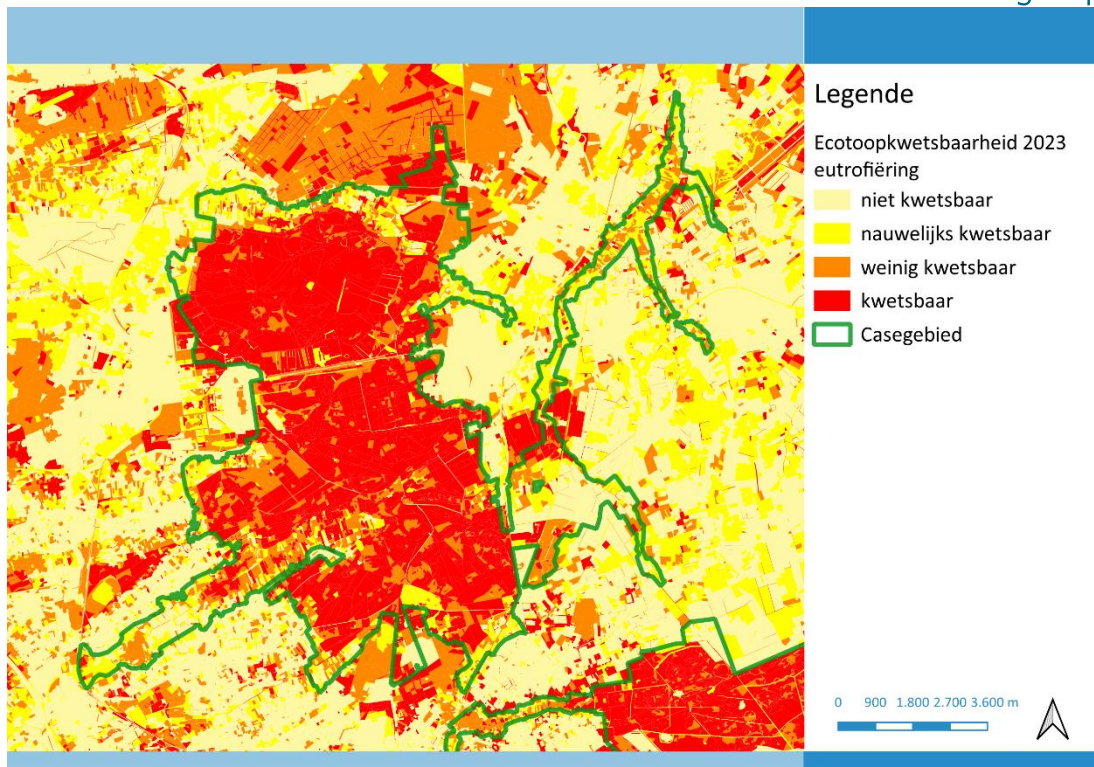 Legende
Ecotoopkwetsbaarheid 2023
eutrofiëring
niet kwetsbaar
nauwelijks kwetsbaar
weinig kwetsbaar
kwetsbaar
Casegebied
0 900 1.800 2.700 3.600 m